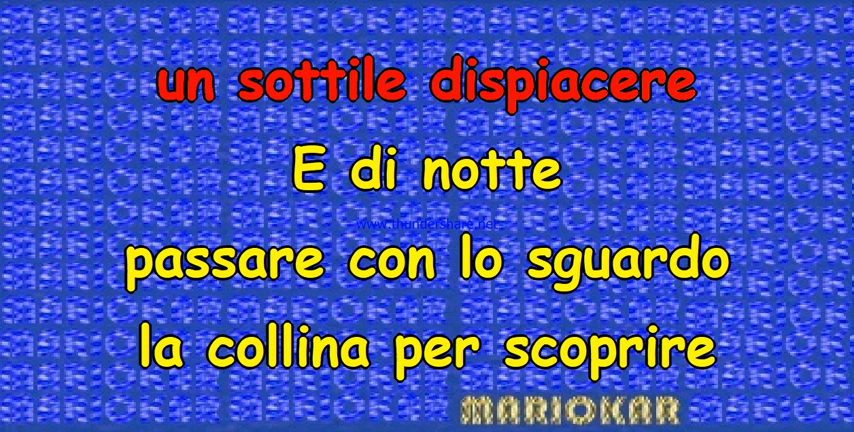 un sottile dispiacere
E di notte
www.thundershare.net
passare con lo sguardo
la collina per scoprire
MARIOKAR